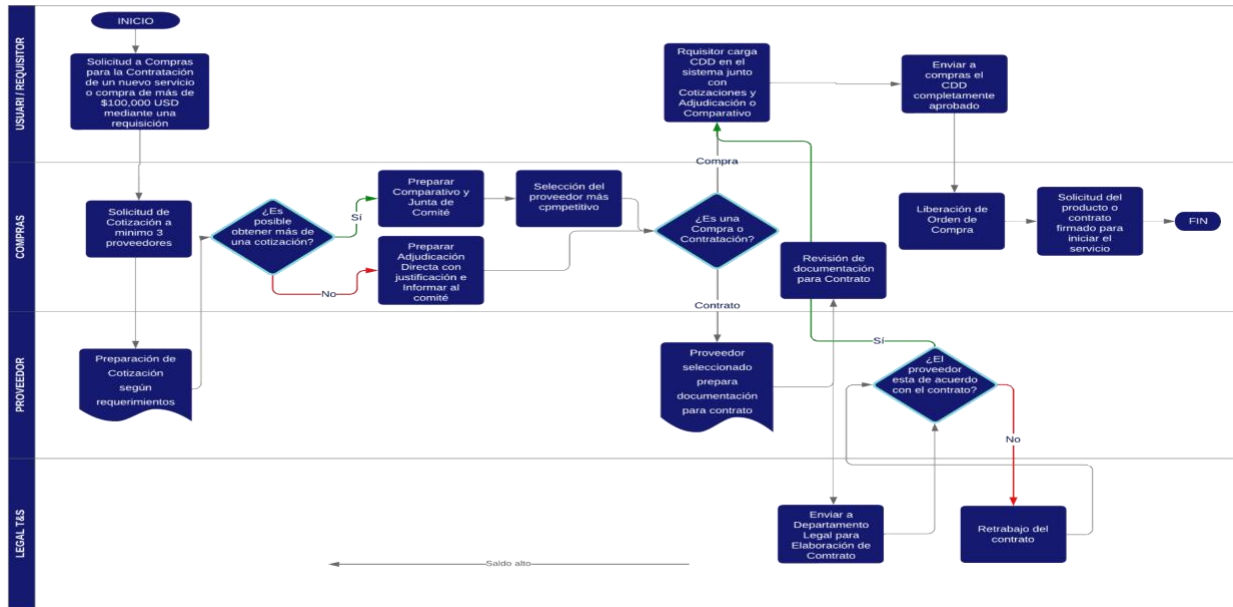 USUARI / REQUISITOR
INICIO
Solicitud a Compras
para la Contratación
de un nuevo servicio
o compra de más de
$100,000 USD
mediante una
requisición
Rquisitor carga
CDD en el
sistema junto
con
Cotizaciones y
Adjudicación o
Comparativo
Enviar a
compras el
CDD
completamente
aprobado
COMPRAS
Compra
Solicitud de
Cotización a
minimo 3
proveedores
¿Es
posible
obtener más de
una cotización?
Sí
No
Preparar
Comparativo y
Junta de
Comité
Selección del
proveedor más
cpmpetitivo
Preparar
Adjudicación
Directa con
justificación e
Informar al
comité
¿Es una
Compra o
Contratación?
Contrato
Revisión de
documentación
para Contrato
Liberación de
Orden de
Compra
Solicitud del
producto o
contrato
firmado para
iniciar el
servicio
FIN
PROVEEDOR
Preparación de
Cotización
según
requerimientos
Proveedor
seleccionado
prepara
documentación
para contrato
Sí
¿El
proveedor
esta de acuerdo
con el contrato?
No
LEGAL T&S
Enviar a
Departamento
Legal para
Elaboración de
Comtrato
Retrabajo del
contrato
Saldo alto